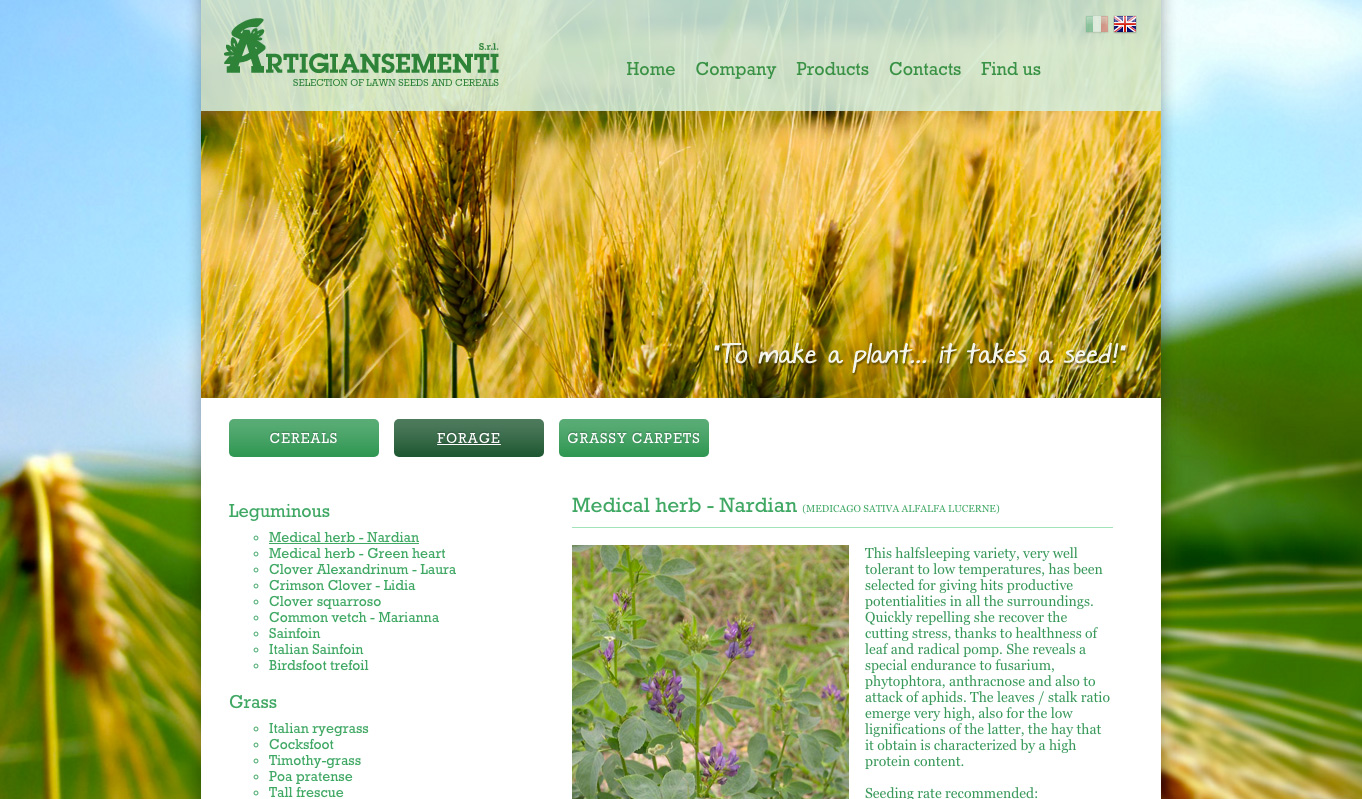 S.r.l.
ARTIGIANSEMENTI
SELECTION OF LAWN SEEDS AND CEREALS
Home Company Products Contacts Find us
"To make a plant... it takes a seed!"
CEREALS FORAGE GRASSY CARPETS
Leguminous
Medical herb - Nardian
Medical herb - Green heart
Clover Alexandrinum - Laura
Crimson Clover - Lidia
Clover squarroso
Common vetch - Marianna
Sainfoin
Italian Sainfoin
Birdsfoot trefoil
Grass
Italian ryegrass
Cocksfoot
Timothy-grass
Poa pratense
Tall frescue
Medical herb - Nardian (MEDICAGO SATIVA ALFALFA LUCERNE)
This halfsleeping variety, very well
tolerant to low temperatures, has been
selected for giving hits productive
potentialities in all the surroundings.
Quickly repelling she recover the
cutting stress, thanks to healthness of
leaf and radical pomp. She reveals a
special endurance to fusarium,
phytophtora, anthracnose and also to
attack of aphids. The leaves / stalk ratio
emerge very high, also for the low
lignifications of the latter, the hay that
it obtain is characterized by a high
protein content.
Seeding rate recommended: